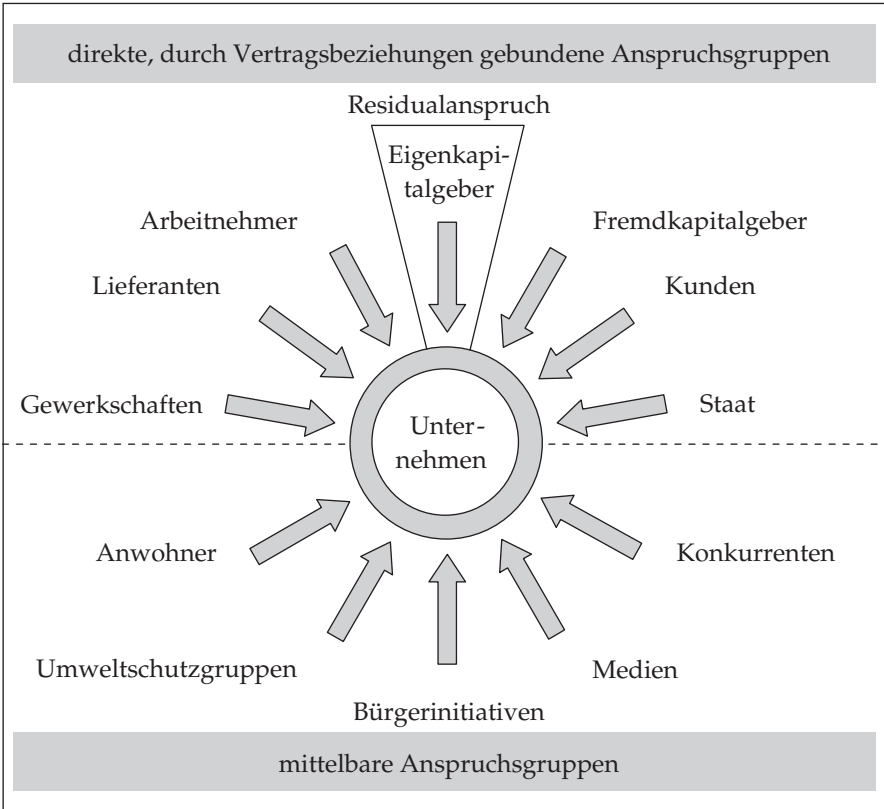 direkte, durch Vertragsbeziehungen gebundene Anspruchsgruppen
Residualanspruch
Eigenkapi-
talgeber
Arbeitnehmer
Fremdkapitalgeber
Lieferanten
Kunden
Gewerkschaften
Staat
Unter-
nehmen
Anwohner
Konkurrenten
Umweltschutzgruppen
Medien
Bürgerinitiativen
mittelbare Anspruchsgruppen